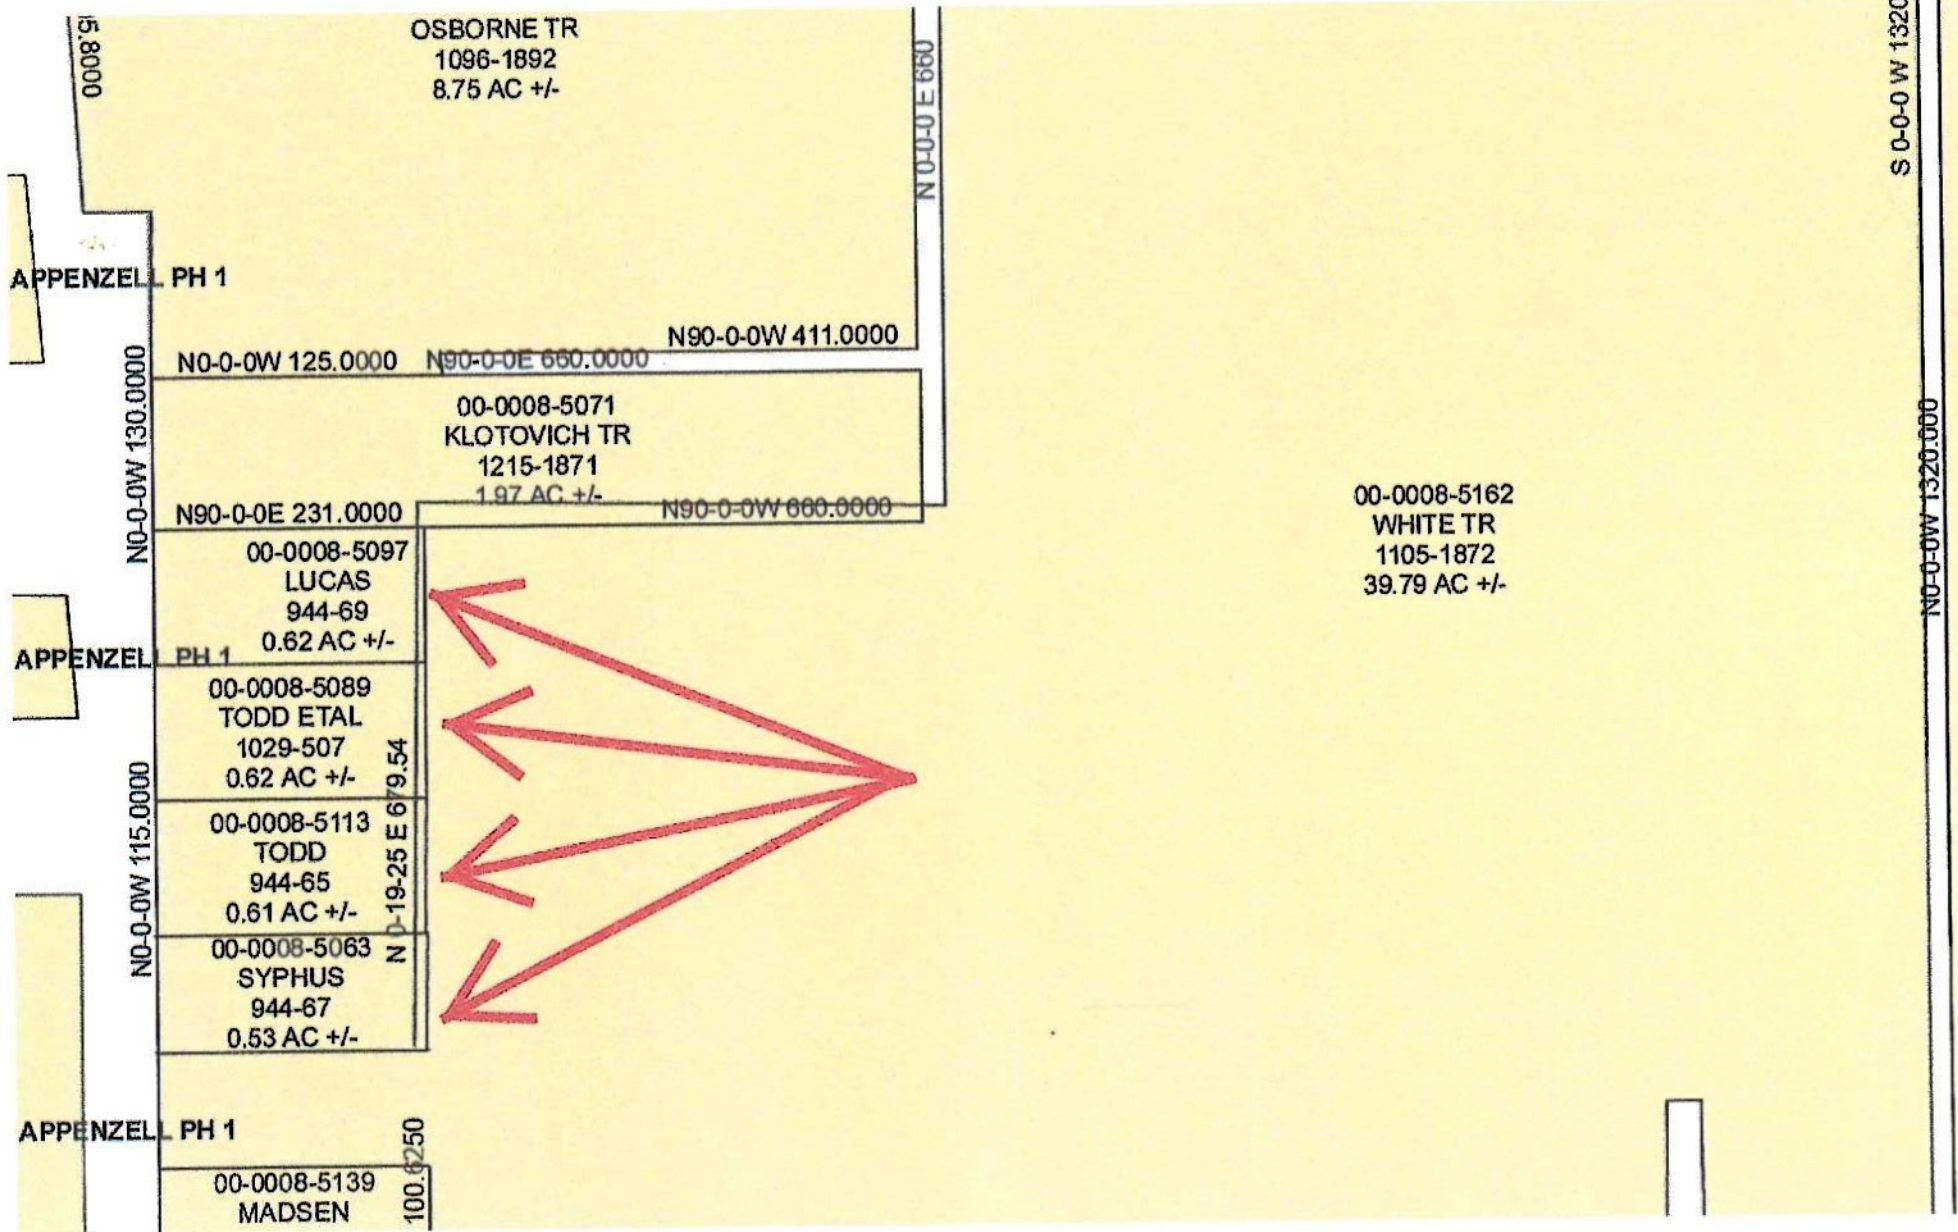 5.8000
OSBORNE TR
1096-1892
8.75 AC +/-
N 0-0-0 E 660
S 0-0-0 W 1320
APPENZELL PH 1
N90-0-0W 411.0000
N0-0-0W 125.0000
N90-0-0E 660.0000
N0-0-0W 130.0000
00-0008-5071
KLOTOVICH TR
1215-1871
1.97 AC +/-
N90-0-0E 231.0000
N90-0-0W 660.0000
00-0008-5162
WHITE TR
1105-1872
39.79 AC +/-
N0-0-0W 1320.000
00-0008-5097
LUCAS
944-69
0.62 AC +/-
APPENZELL PH 1
00-0008-5089
TODD ETAL
1029-507
0.62 AC +/-
N 0-19-25 E 679.54
N0-0-0W 115.0000
00-0008-5113
TODD
944-65
0.61 AC +/-
00-0008-5063
SYPHUS
944-67
0.53 AC +/-
APPENZELL PH 1
100.6250
00-0008-5139
MADSEN